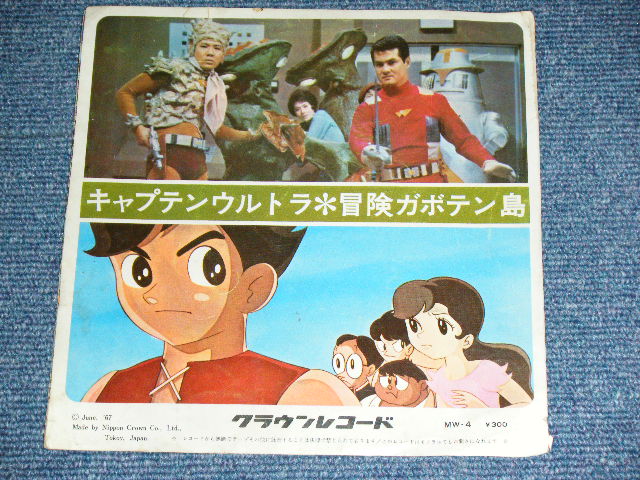 キャプテンウルトラ＊冒険ガボテン島
© June, '67
Made by Nippon Crown Co., Ltd.,
Tokoy, Japan.
クラウンレコード
MW-4 ¥300